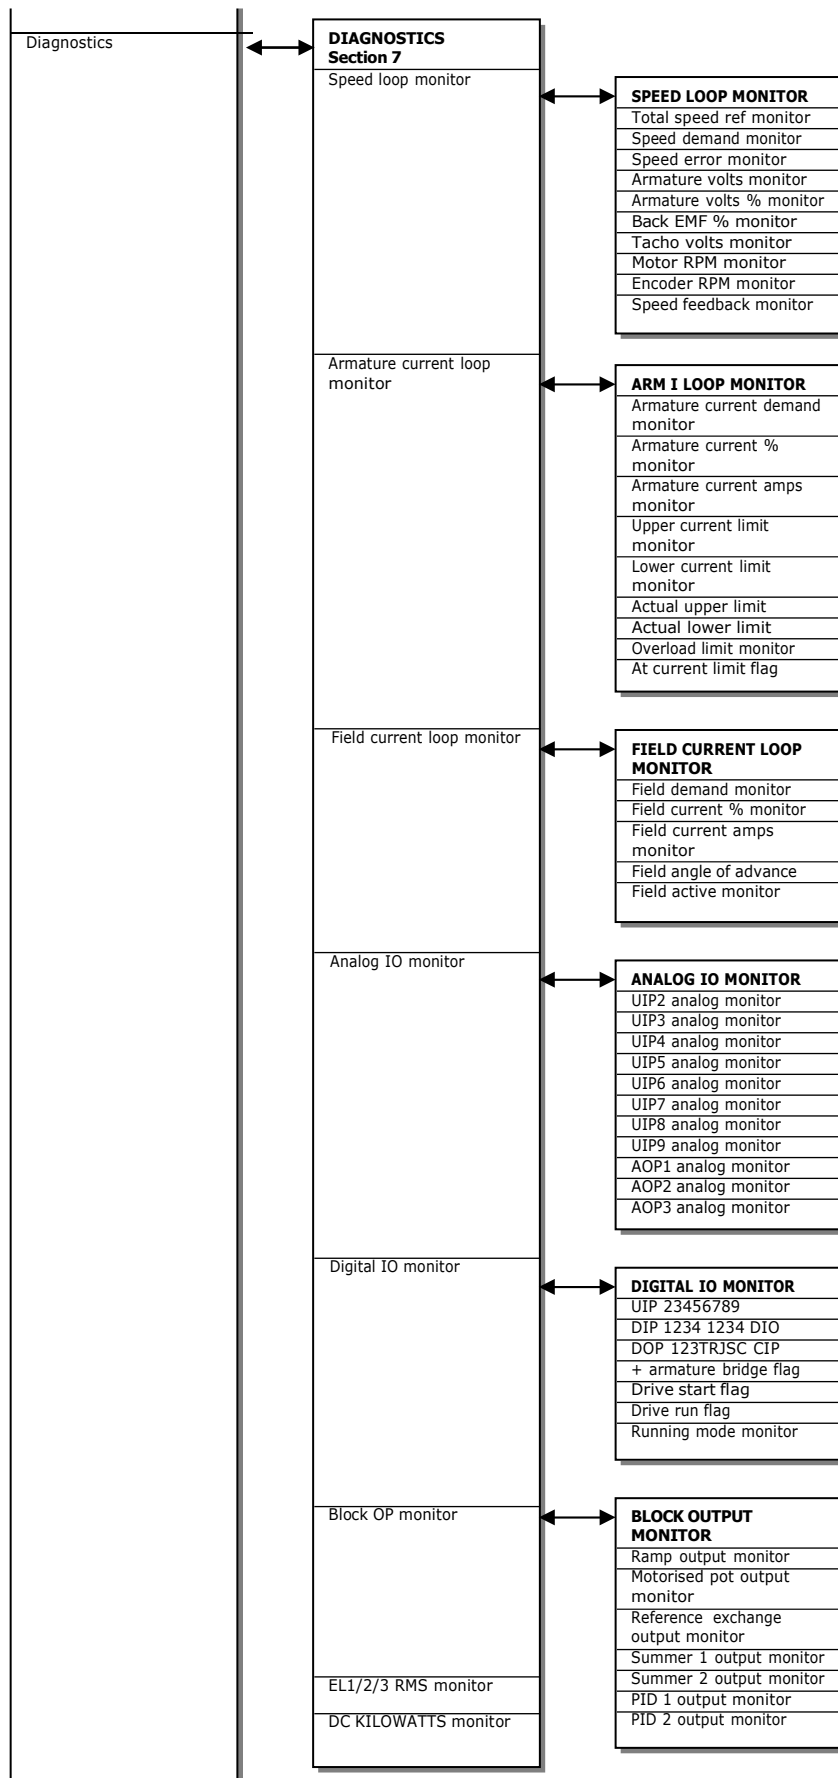 Diagnostics
DIAGNOSTICS
Section 7
Speed loop monitor
SPEED LOOP MONITOR
Total speed ref monitor
Speed demand monitor
Speed error monitor
Armature volts monitor
Armature volts % monitor
Back EMF % monitor
Tacho volts monitor
Motor RPM monitor
Encoder RPM monitor
Speed feedback monitor
Armature current loop
monitor
ARM I LOOP MONITOR
Armature current demand
monitor
Armature current %
monitor
Armature current amps
monitor
Upper current limit
monitor
Lower current limit
monitor
Actual upper limit
Actual lower limit
Overload limit monitor
At current limit flag
Field current loop monitor
FIELD CURRENT LOOP
MONITOR
Field demand monitor
Field current % monitor
Field current amps
monitor
Field angle of advance
Field active monitor
Analog IO monitor
ANALOG IO MONITOR
UIP2 analog monitor
UIP3 analog monitor
UIP4 analog monitor
UIP5 analog monitor
UIP6 analog monitor
UIP7 analog monitor
UIP8 analog monitor
UIP9 analog monitor
AOP1 analog monitor
AOP2 analog monitor
AOP3 analog monitor
Digital IO monitor
DIGITAL IO MONITOR
UIP 23456789
DIP 1234 1234 DIO
DOP 123TRJSC CIP
+ armature bridge flag
Drive start flag
Drive run flag
Running mode monitor
Block OP monitor
BLOCK OUTPUT
MONITOR
Ramp output monitor
Motorised pot output
monitor
Reference exchange
output monitor
Summer 1 output monitor
Summer 2 output monitor
PID 1 output monitor
PID 2 output monitor
EL1/2/3 RMS monitor
DC KILOWATTS monitor